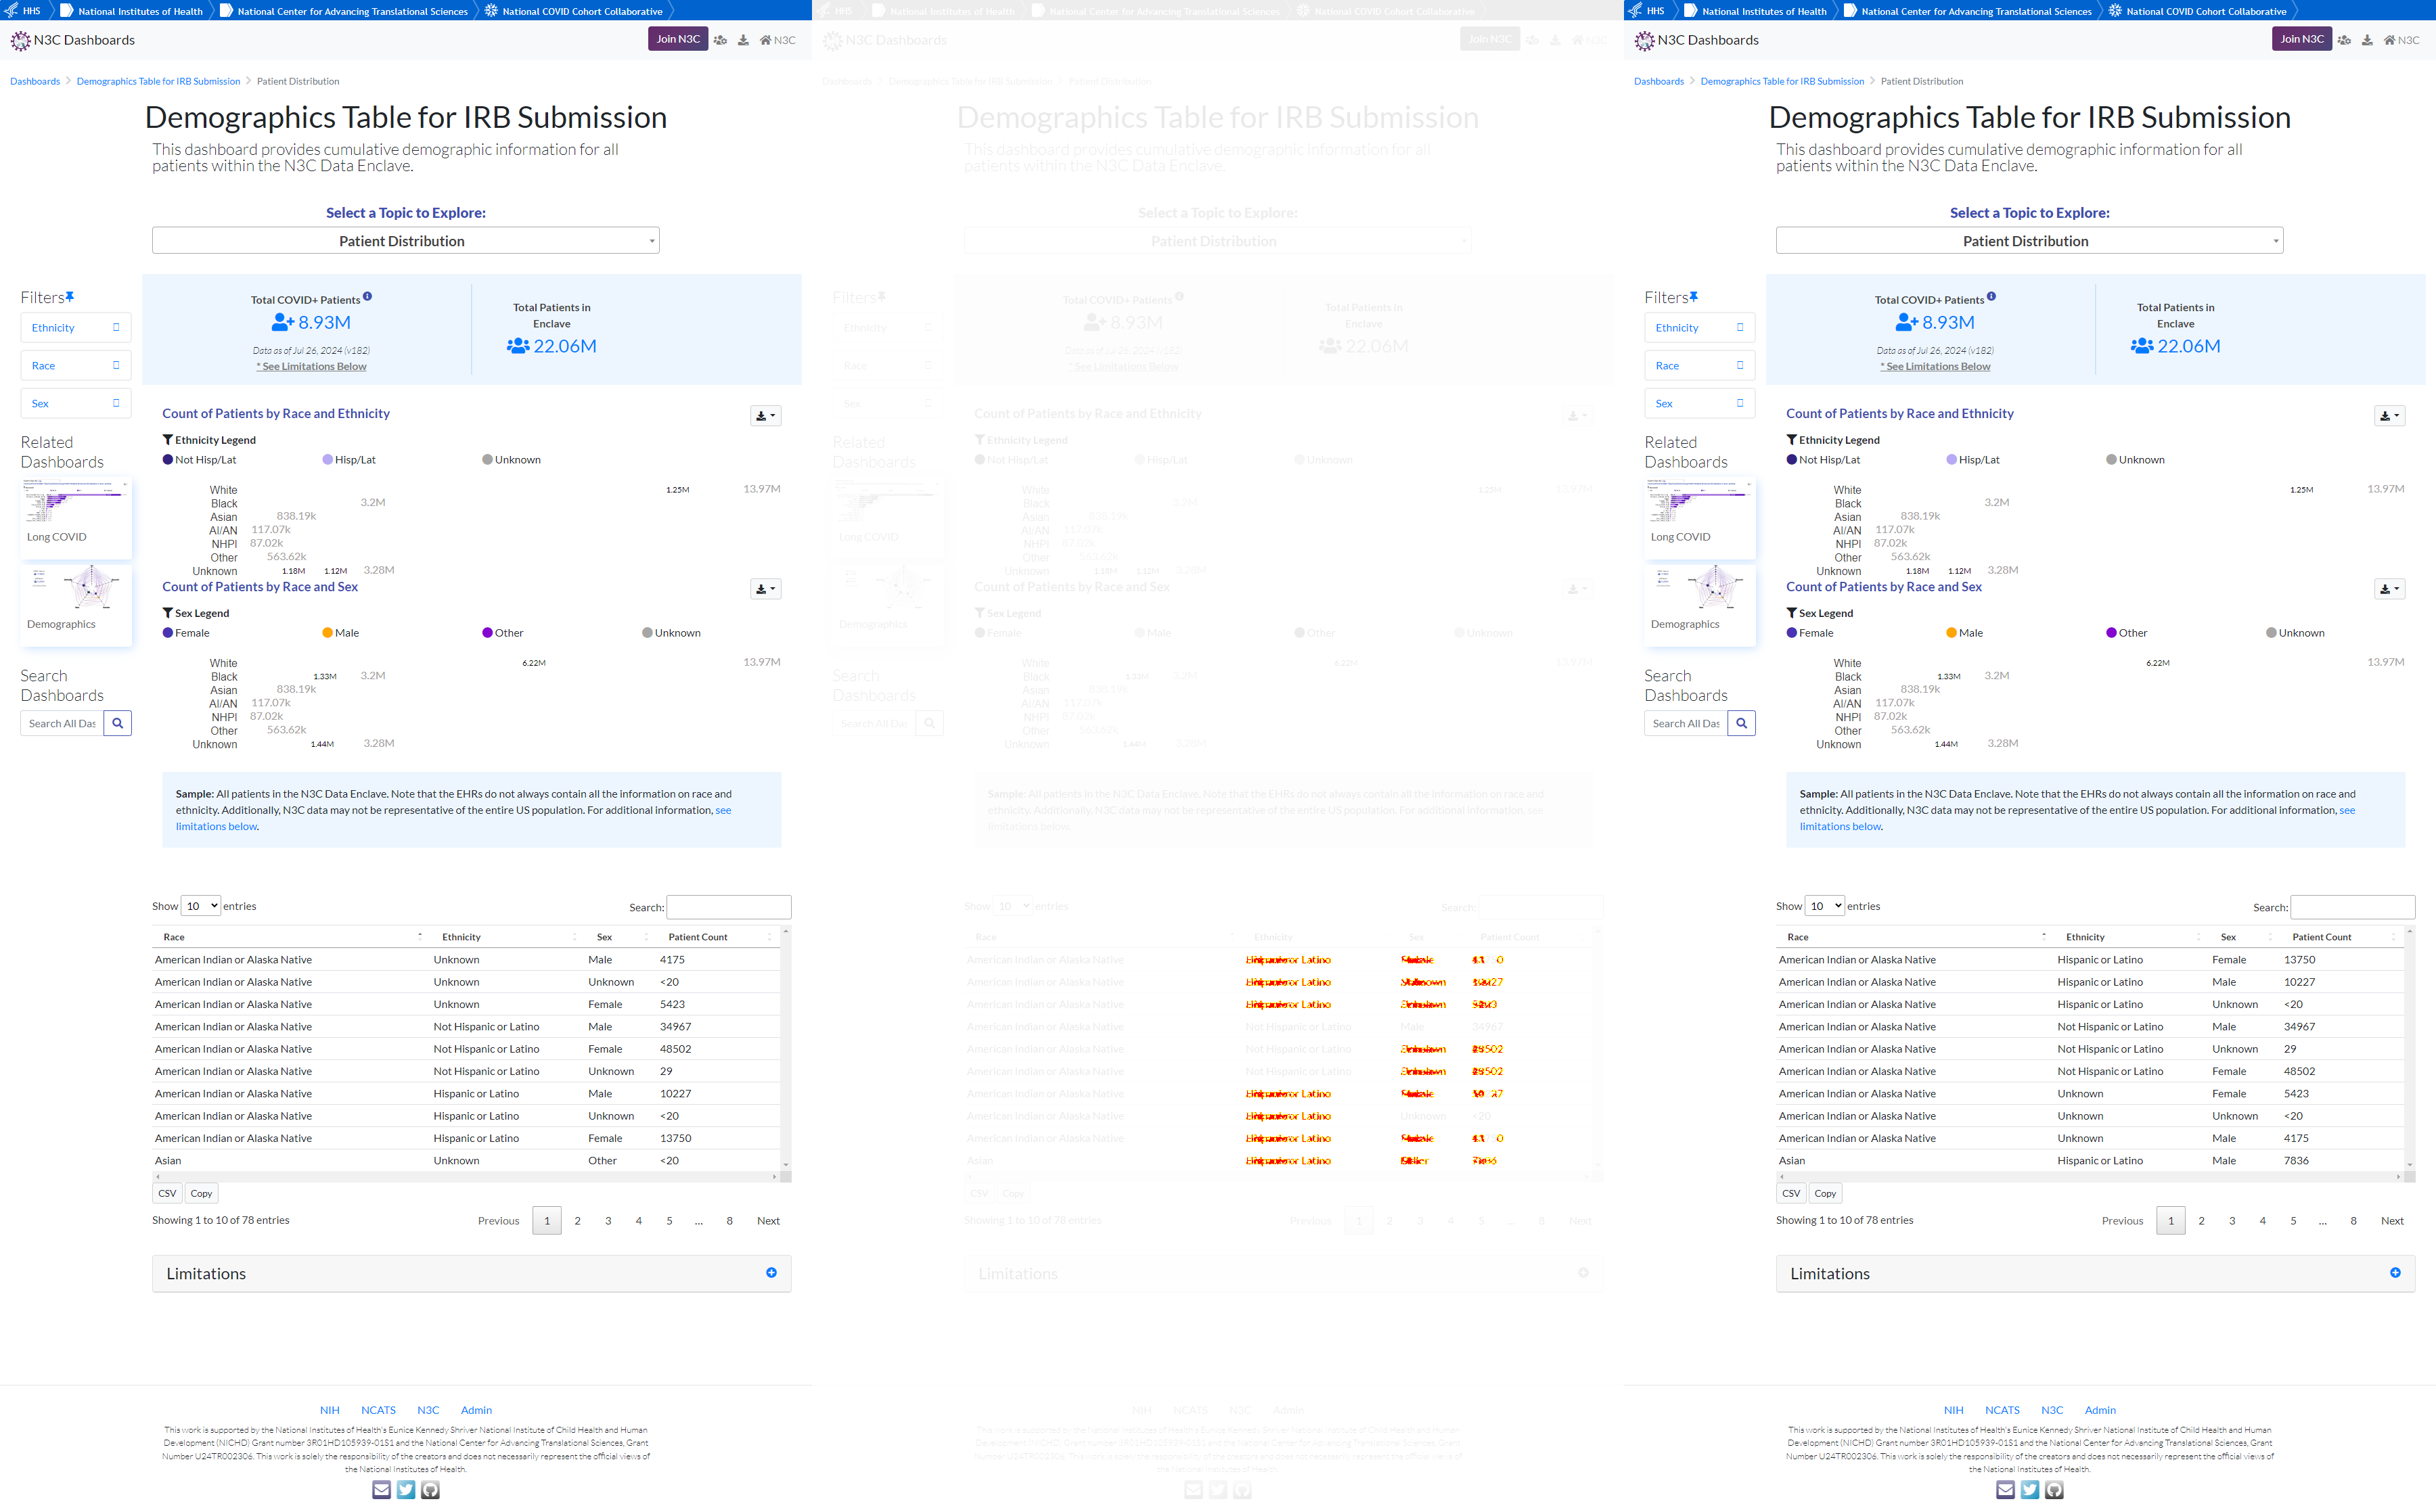 HHS
National Institutes of Health
National Center for Advancing Translational Sciences
National COVID Cohort Collaborative
N3C Dashboards
Join N3C
N3C
Dashboards
Demographics Table for IRB Submission
Patient Distribution
Demographics Table for IRB Submission
This dashboard provides cumulative demographic information for all
patients within the N3C Data Enclave.
Select a Topic to Explore:
Patient Distribution
Filters
Ethnicity
Race
Sex
Related
Dashboards
Long COVID
Demographics
Search
Dashboards
Search All Das
Total COVID+ Patients
8.93M
Data as of Jul 26, 2024 (v182)
* See Limitations Below
Total Patients in
Enclave
22.06M
Count of Patients by Race and Ethnicity
Ethnicity Legend
Not Hisp/Lat Hisp/Lat Unknown
White 1.25M 13.97M
Black 3.2M
Asian 838.19k
AI/AN 117.07k
NHPI 87.02k
Other 563.62k
Unknown 1.18M 1.12M 3.28M
Count of Patients by Race and Sex
Sex Legend
Female Male Other Unknown
White 6.22M 13.97M
Black 1.33M 3.2M
Asian 838.19k
AI/AN 117.07k
NHPI 87.02k
Other 563.62k
Unknown 1.44M 3.28M
Sample: All patients in the N3C Data Enclave. Note that the EHRs do not always contain all the information on race and
ethnicity. Additionally, N3C data may not be representative of the entire US population. For additional information, see
limitations below.
Show 10 entries
Search:
Race Ethnicity Sex Patient Count
American Indian or Alaska Native Unknown Male 4175
American Indian or Alaska Native Unknown Unknown <20
American Indian or Alaska Native Unknown Female 5423
American Indian or Alaska Native Not Hispanic or Latino Male 34967
American Indian or Alaska Native Not Hispanic or Latino Female 48502
American Indian or Alaska Native Not Hispanic or Latino Unknown 29
American Indian or Alaska Native Hispanic or Latino Male 10227
American Indian or Alaska Native Hispanic or Latino Unknown <20
American Indian or Alaska Native Hispanic or Latino Female 13750
Asian Unknown Other <20
CSV Copy
Showing 1 to 10 of 78 entries
Previous 1 2 3 4 5 … 8 Next
Limitations
NIH NCATS N3C Admin
This work is supported by the National Institutes of Health's Eunice Kennedy Shriver National Institute of Child Health and Human
Development (NICHD) Grant number 3R01HD105939-01S1 and the National Center for Advancing Translational Sciences, Grant
Number U24TR002306. This work is solely the responsibility of the creators and does not necessarily represent the official views of
the National Institutes of Health.
HHS
National Institutes of Health
National Center for Advancing Translational Sciences
National COVID Cohort Collaborative
N3C Dashboards
Join N3C
N3C
Dashboards
Demographics Table for IRB Submission
Patient Distribution
Demographics Table for IRB Submission
This dashboard provides cumulative demographic information for all
patients within the N3C Data Enclave.
Select a Topic to Explore:
Patient Distribution
Filters
Ethnicity
Race
Sex
Related
Dashboards
Long COVID
Demographics
Search
Dashboards
Search All Das
Total COVID+ Patients
8.93M
Data as of Jul 26, 2024 (v182)
* See Limitations Below
Total Patients in
Enclave
22.06M
Count of Patients by Race and Ethnicity
Ethnicity Legend
Not Hisp/Lat Hisp/Lat Unknown
White 1.25M 13.97M
Black
Asian 838.19k
AI/AN 117.07k
NHPI 87.02k
Other 563.62k
Unknown 1.18M 1.12M 3.28M
Count of Patients by Race and Sex
Sex Legend
Female Male Other Unknown
White 6.22M 13.97M
Black 1.33M 3.2M
Asian 838.19k
AI/AN 117.07k
NHPI 87.02k
Other 563.62k
Unknown 1.44M 3.28M
Sample: All patients in the N3C Data Enclave. Note that the EHRs do not always contain all the information on race and
ethnicity. Additionally, N3C data may not be representative of the entire US population. For additional information, see
limitations below.
Show 10 entries
Search:
Race Ethnicity Sex Patient Count
American Indian or Alaska Native
American Indian or Alaska Native
American Indian or Alaska Native
American Indian or Alaska Native Not Hispanic or Latino Male 34967
American Indian or Alaska Native Not Hispanic or Latino
American Indian or Alaska Native Not Hispanic or Latino
American Indian or Alaska Native
American Indian or Alaska Native Unknown <20
American Indian or Alaska Native
Asian
CSV Copy
Showing 1 to 10 of 78 entries
Previous 1 2 3 4 5 … 8 Next
Limitations
NIH NCATS N3C Admin
This work is supported by the National Institutes of Health's Eunice Kennedy Shriver National Institute of Child Health and Human
Development (NICHD) Grant number 3R01HD105939-01S1 and the National Center for Advancing Translational Sciences, Grant
Number U24TR002306. This work is solely the responsibility of the creators and does not necessarily represent the official views of
the National Institutes of Health.
HHS
National Institutes of Health
National Center for Advancing Translational Sciences
National COVID Cohort Collaborative
N3C Dashboards
Join N3C
N3C
Dashboards
Demographics Table for IRB Submission
Patient Distribution
Demographics Table for IRB Submission
This dashboard provides cumulative demographic information for all
patients within the N3C Data Enclave.
Select a Topic to Explore:
Patient Distribution
Filters
Ethnicity
Race
Sex
Related
Dashboards
Long COVID
Demographics
Search
Dashboards
Search All Das
Total COVID+ Patients
8.93M
Data as of Jul 26, 2024 (v182)
* See Limitations Below
Total Patients in
Enclave
22.06M
Count of Patients by Race and Ethnicity
Ethnicity Legend
Not Hisp/Lat Hisp/Lat Unknown
White 1.25M 13.97M
Black 3.2M
Asian 838.19k
AI/AN 117.07k
NHPI 87.02k
Other 563.62k
Unknown 1.18M 1.12M 3.28M
Count of Patients by Race and Sex
Sex Legend
Female Male Other Unknown
White 6.22M 13.97M
Black 1.33M 3.2M
Asian 838.19k
AI/AN 117.07k
NHPI 87.02k
Other 563.62k
Unknown 1.44M 3.28M
Sample: All patients in the N3C Data Enclave. Note that the EHRs do not always contain all the information on race and
ethnicity. Additionally, N3C data may not be representative of the entire US population. For additional information, see
limitations below.
Show 10 entries
Search:
Race Ethnicity Sex Patient Count
American Indian or Alaska Native Hispanic or Latino Female 13750
American Indian or Alaska Native Hispanic or Latino Male 10227
American Indian or Alaska Native Hispanic or Latino Unknown <20
American Indian or Alaska Native Not Hispanic or Latino Male 34967
American Indian or Alaska Native Not Hispanic or Latino Unknown 29
American Indian or Alaska Native Not Hispanic or Latino Female 48502
American Indian or Alaska Native Unknown Female 5423
American Indian or Alaska Native Unknown Unknown <20
American Indian or Alaska Native Unknown Male 4175
Asian Hispanic or Latino Male 7836
CSV Copy
Showing 1 to 10 of 78 entries
Previous 1 2 3 4 5 … 8 Next
Limitations
NIH NCATS N3C Admin
This work is supported by the National Institutes of Health's Eunice Kennedy Shriver National Institute of Child Health and Human
Development (NICHD) Grant number 3R01HD105939-01S1 and the National Center for Advancing Translational Sciences, Grant
Number U24TR002306. This work is solely the responsibility of the creators and does not necessarily represent the official views of
the National Institutes of Health.